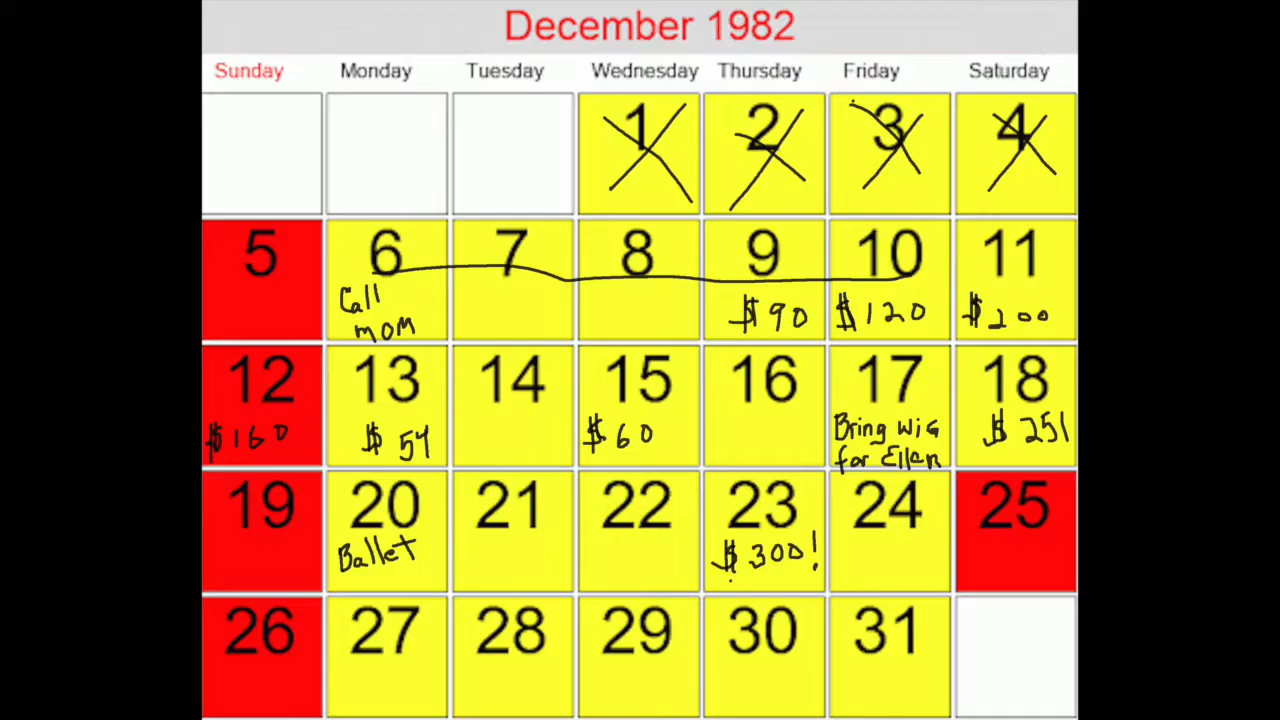 December 1982
Sunday Monday Tuesday Wednesday Thursday Friday Saturday
1 2 3 4
5 6 7 8 9 10 11
Call
mom
$90 $120 $200
12 13 14 15 16 17 18
$160 $54 $60 $251
Bring wig
for Ellen
19 20 21 22 23 24 25
Ballet $300!
26 27 28 29 30 31